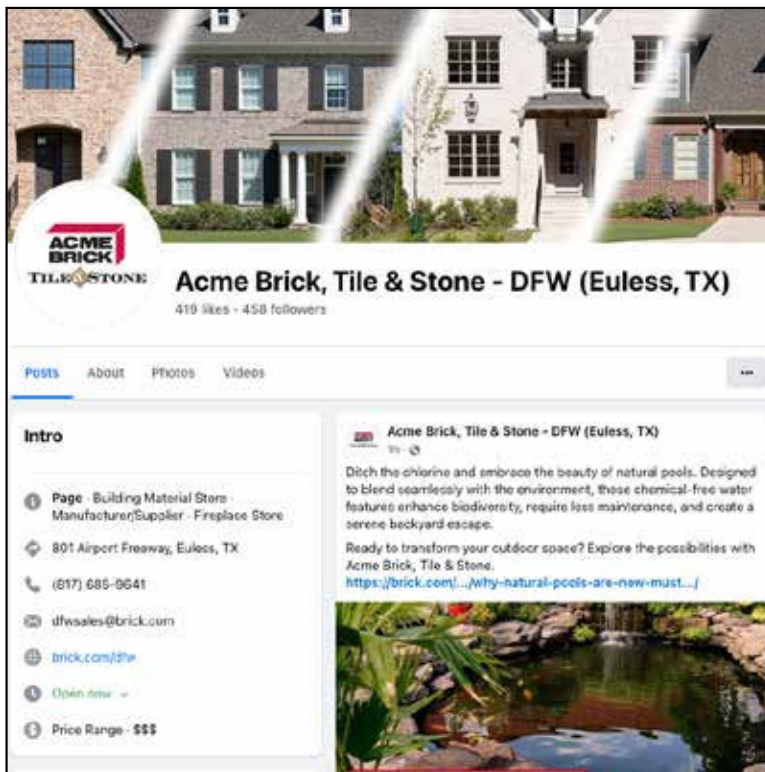 ACME
BRICK
TILE & STONE
Acme Brick, Tile & Stone - DFW (Euless, TX)
419 likes • 458 followers
Posts About Photos Videos
...
Intro
Page · Building Material Store ·
Manufacturer/Supplier · Fireplace Store
801 Airport Freeway, Euless, TX
(817) 685-9641
dfwsales@brick.com
brick.com/dfw
Open now
Price Range · $$$
Acme Brick, Tile & Stone - DFW (Euless, TX)
Ditch the chlorine and embrace the beauty of natural pools. Designed
to blend seamlessly with the environment, these chemical-free water
features enhance biodiversity, require less maintenance, and create a
serene backyard escape.
Ready to transform your outdoor space? Explore the possibilities with
Acme Brick, Tile & Stone.
https://brick.com/.../why-natural-pools-are-new-must.../